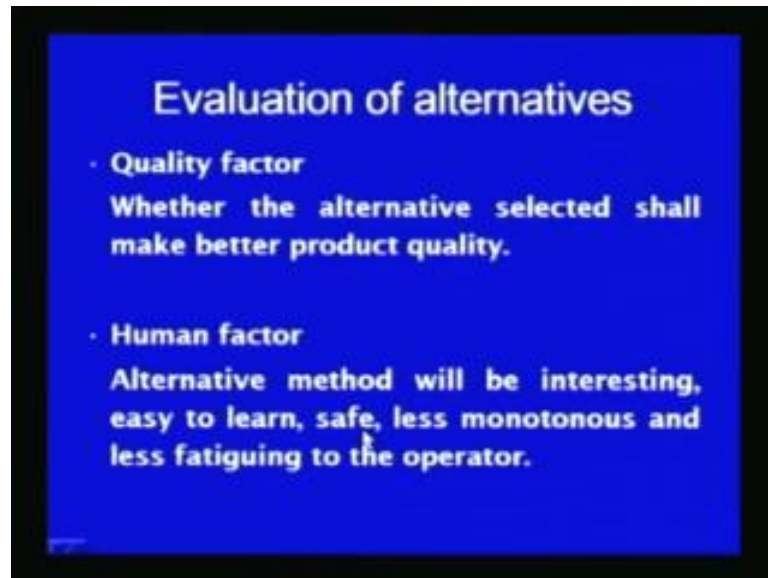 Evaluation of alternatives
· Quality factor
Whether the alternative selected shall
make better product quality.
· Human factor
Alternative method will be interesting,
easy to learn, safe, less monotonous and
less fatiguing to the operator.